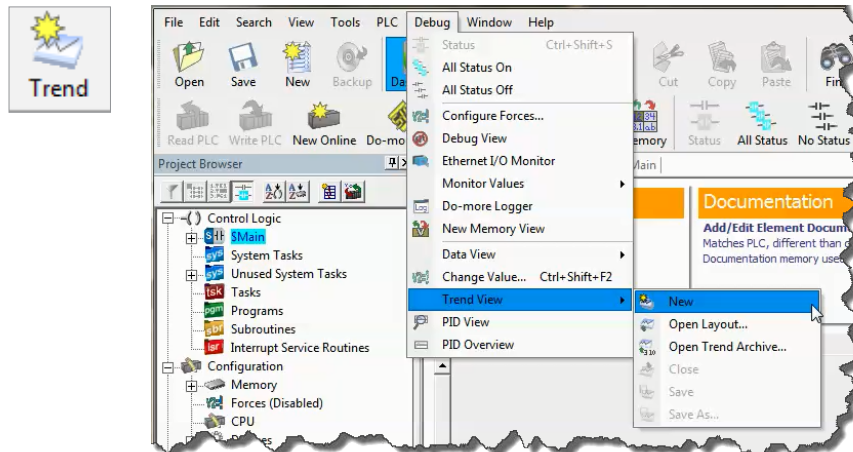 Trend
File Edit Search View Tools PLC Debug Window Help
Open Save New Backup
Cut Copy Paste
Read PLC Write PLC New Online
Status All Status No Status
Status Ctrl+Shift+S
All Status On
All Status Off
Configure Forces...
Debug View
Ethernet I/O Monitor
Monitor Values
Do-more Logger
New Memory View
Data View
Change Value... Ctrl+Shift+F2
Trend View
PID View
PID Overview
New
Open Layout...
Open Trend Archive...
Close
Save
Save As...
Project Browser
Control Logic
$Main
System Tasks
Unused System Tasks
Tasks
Programs
Subroutines
Interrupt Service Routines
Configuration
Memory
Forces (Disabled)
CPU
Main
Documentation
Add/Edit Element Docum
Matches PLC, different than
Documentation memory